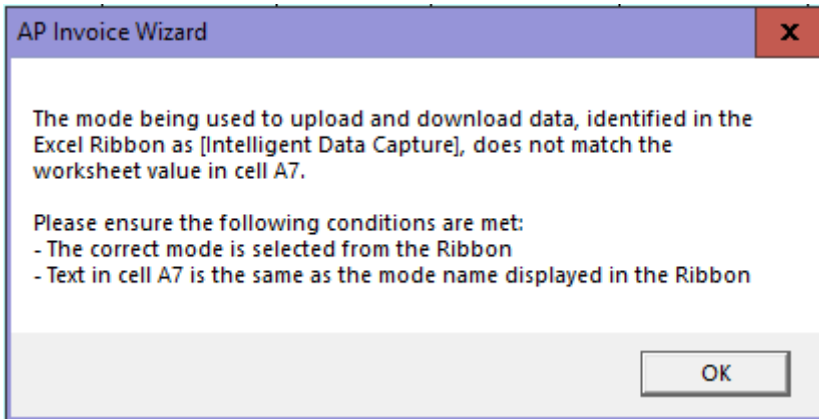 AP Invoice Wizard
x
The mode being used to upload and download data, identified in the
Excel Ribbon as [Intelligent Data Capture], does not match the
worksheet value in cell A7.
Please ensure the following conditions are met:
- The correct mode is selected from the Ribbon
- Text in cell A7 is the same as the mode name displayed in the Ribbon
OK